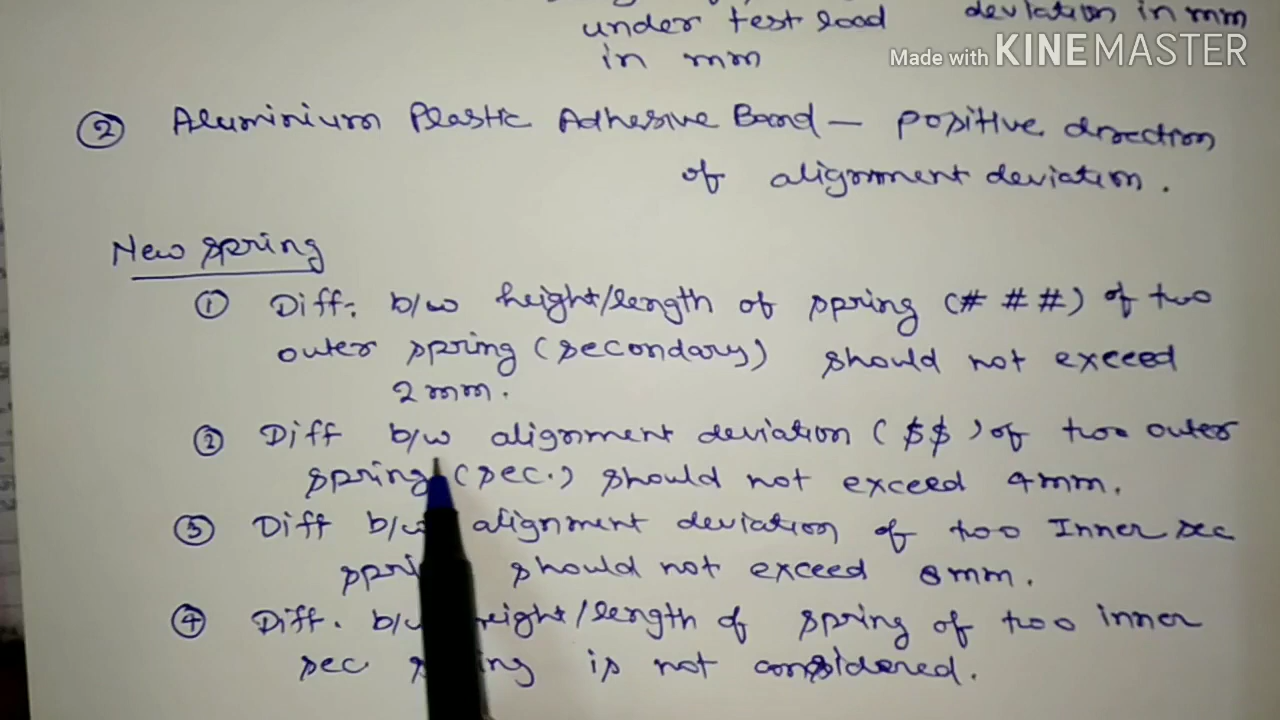 under test load deviation in mm
in mm
Made with KINEMASTER
② Aluminium Plastic Adhesive Band — positive direction
of alignment deviation.
New spring
① Diff: b/w height/length of spring (# # #) of two
outer spring (secondary) should not exceed
2mm.
② Diff b/w alignment deviation ($$) of two outer
spring (sec.) should not exceed 4mm.
③ Diff b/w alignment deviation of two Inner sec
spri should not exceed 8mm.
④ Diff. b/w height/length of spring of two inner
sec spring is not considered.